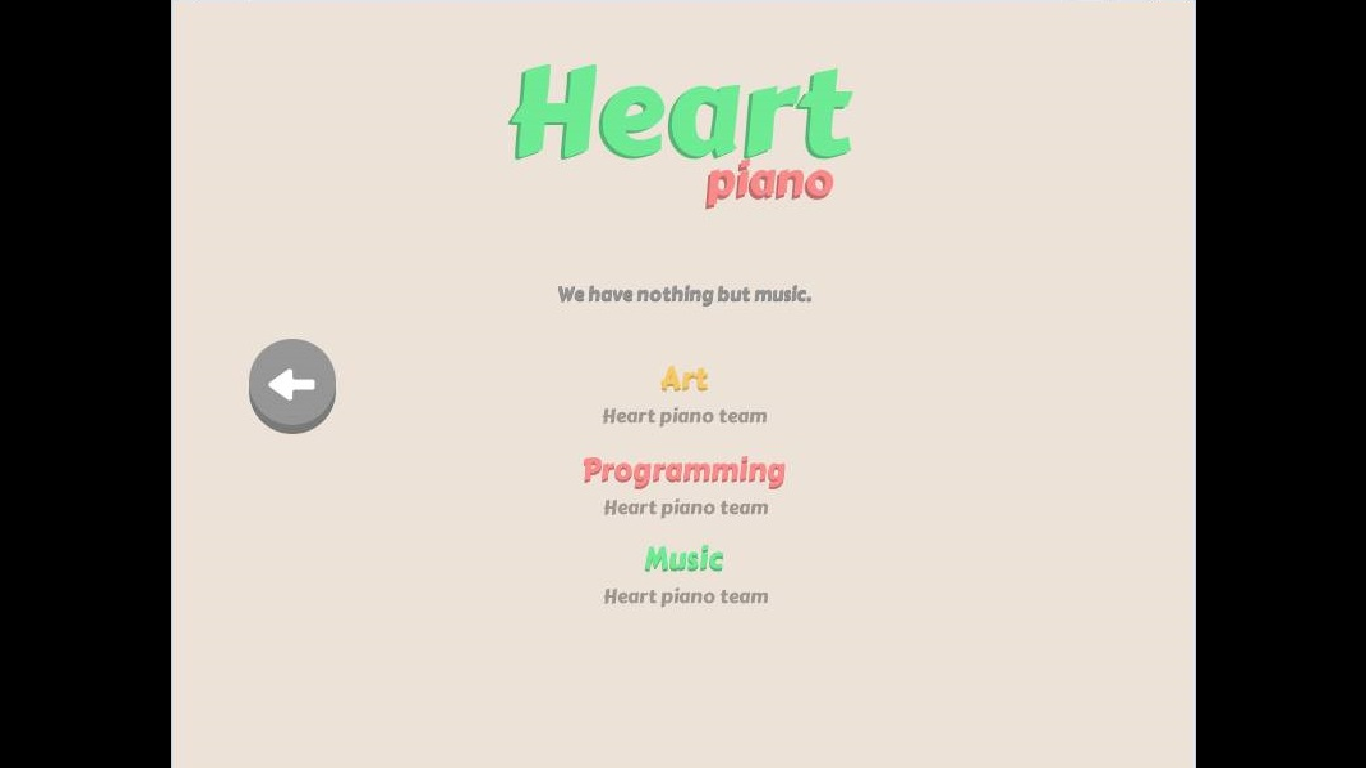 Heart
piano
We have nothing but music.
Art
Heart piano team
Programming
Heart piano team
Music
Heart piano team